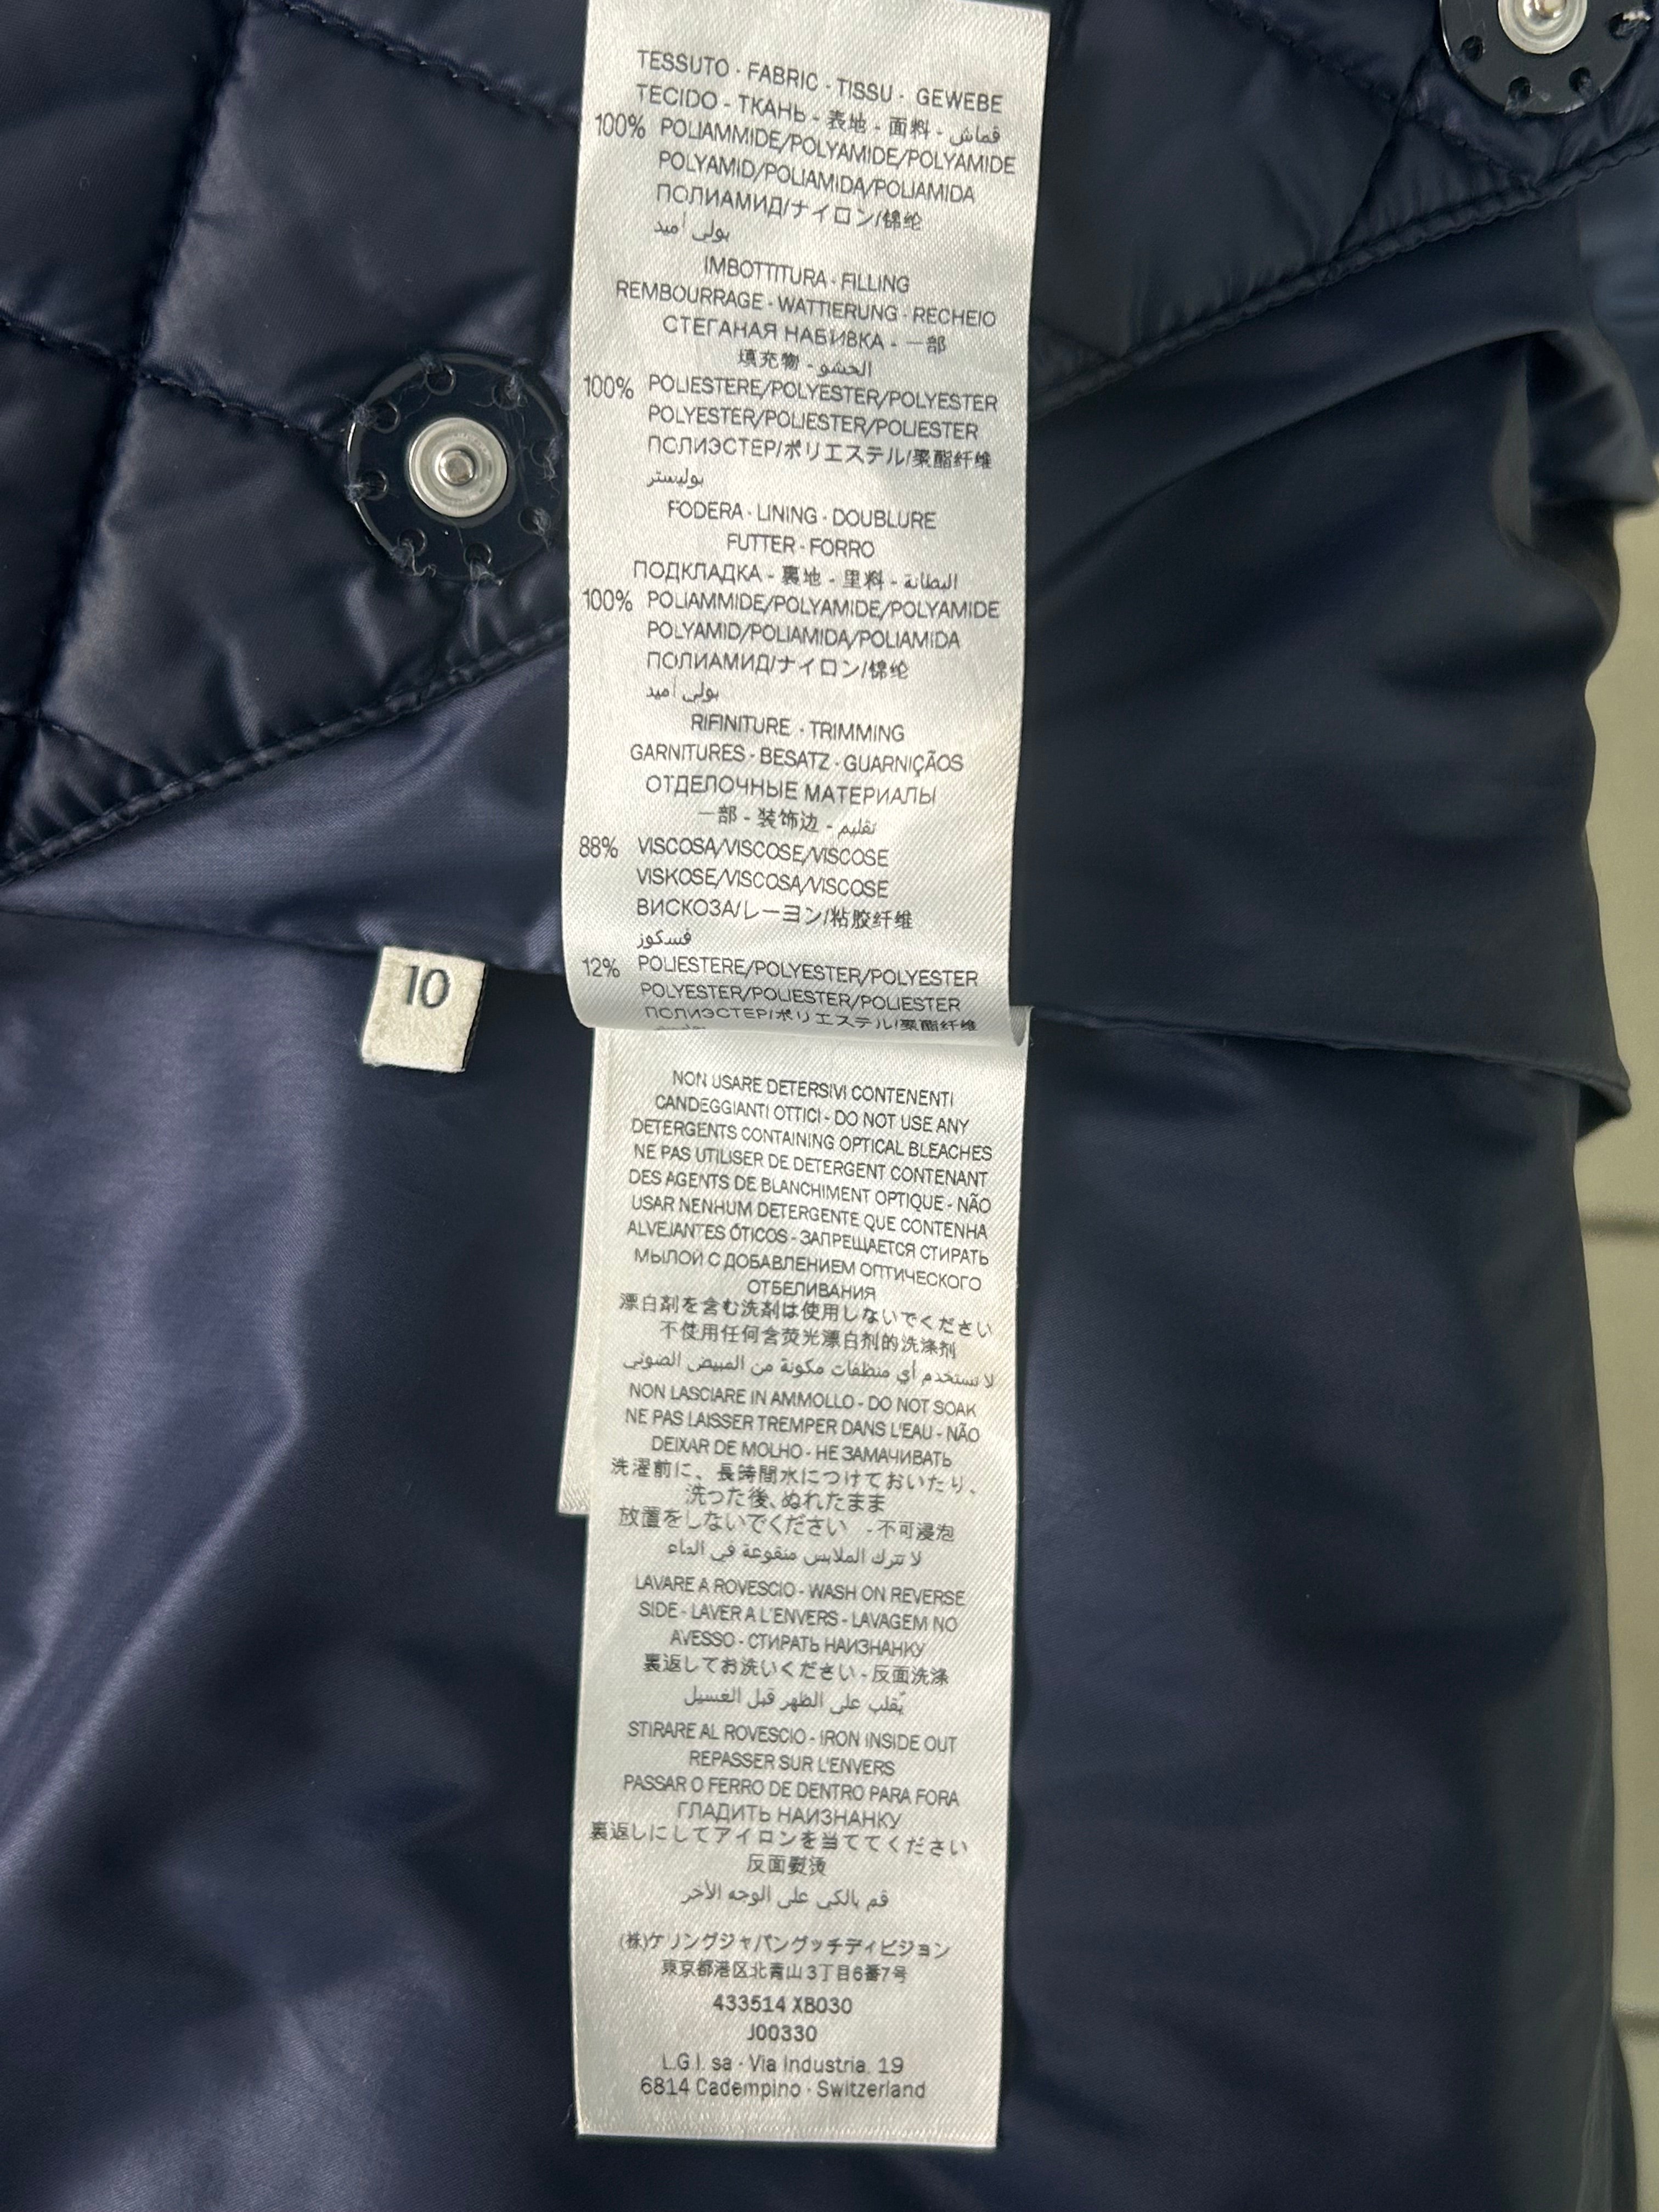 TESSUTO - FABRIC - TISSU - GEWEBE
TECIDO - ТКАНЬ - 表地 - 面料 - قماش
100% POLIAMMIDE/POLYAMIDE/POLYAMIDE
POLYAMID/POLIAMIDA/POLIAMIDA
ПОЛИАМИД/ナイロン/锦纶
بولي أميد
IMBOTTITURA - FILLING
REMBOURRAGE - WATTIERUNG - RECHEIO
СТЕГАНАЯ НАБИВКА - 一部
填充物 - الحشو
100% POLIESTERE/POLYESTER/POLYESTER
POLYESTER/POLIESTER/POLIESTER
ПОЛИЭСТЕР/ポリエステル/聚酯纤维
بوليستر
FODERA - LINING - DOUBLURE
FUTTER - FORRO
ПОДКЛАДКА - 裏地 - 里料 - البطانة
100% POLIAMMIDE/POLYAMIDE/POLYAMIDE
POLYAMID/POLIAMIDA/POLIAMIDA
ПОЛИАМИД/ナイロン/锦纶
بولي أميد
RIFINITURE - TRIMMING
GARNITURES - BESATZ - GUARNIÇÃOS
ОТДЕЛОЧНЫЕ МАТЕРИАЛЫ
一部 - 装饰边 - تقليم
88% VISCOSA/VISCOSE/VISCOSE
VISKOSE/VISCOSA/VISCOSE
ВИСКОЗА/レーヨン/粘胶纤维
فسكوز
12% POLIESTERE/POLYESTER/POLYESTER
POLYESTER/POLIESTER/POLIESTER
ПОЛИЭСТЕР/ポリエステル/聚酯纤维
10
NON USARE DETERSIVI CONTENENTI
CANDEGGIANTI OTTICI - DO NOT USE ANY
DETERGENTS CONTAINING OPTICAL BLEACHES
NE PAS UTILISER DE DETERGENT CONTENANT
DES AGENTS DE BLANCHIMENT OPTIQUE - NÃO
USAR NENHUM DETERGENTE QUE CONTENHA
ALVEJANTES ÓTICOS - ЗАПРЕЩАЕТСЯ СТИРАТЬ
МЫЛОЙ С ДОБАВЛЕНИЕМ ОПТИЧЕСКОГО
ОТБЕЛИВАНИЯ
漂白剤を含む洗剤は使用しないでください
不使用任何含荧光漂白剂的洗涤剂
لا تستخدم أي منظفات مكونة من المبيض الضوئي
NON LASCIARE IN AMMOLLO - DO NOT SOAK
NE PAS LAISSER TREMPER DANS L'EAU - NÃO
DEIXAR DE MOLHO - НЕ ЗАМАЧИВАТЬ
洗濯前に、長時間水につけておいたり、
洗った後、ぬれたまま
放置をしないでください - 不可浸泡
لا تترك الملابس منقوعة في الماء
LAVARE A ROVESCIO - WASH ON REVERSE
SIDE - LAVER A L'ENVERS - LAVAGEM NO
AVESSO - СТИРАТЬ НАИЗНАНКУ
裏返してお洗いください - 反面洗涤
يُقلب على الظهر قبل الغسيل
STIRARE AL ROVESCIO - IRON INSIDE OUT
REPASSER SUR L'ENVERS
PASSAR O FERRO DE DENTRO PARA FORA
ГЛАДИТЬ НАИЗНАНКУ
裏返しにしてアイロンを当ててください
反面熨烫
قم بالكي على الوجه الآخر
(株)ケリングジャパングッチディビジョン
東京都港区北青山3丁目6番7号
433514 XB030
J00330
L.G.I. sa - Via Industria, 19
6814 Cadempino - Switzerland